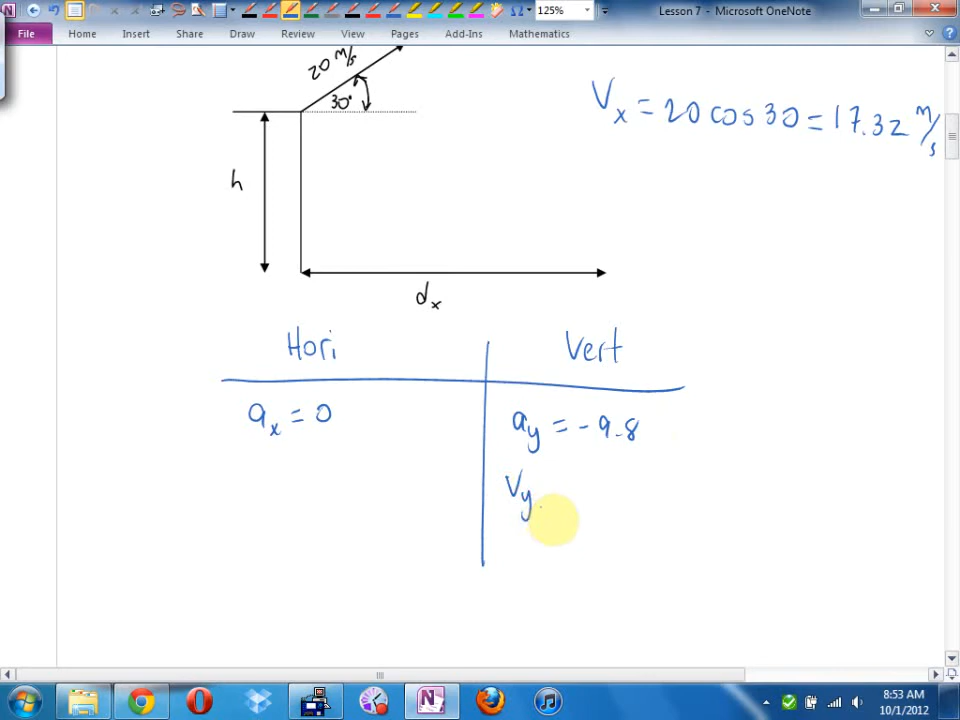 Lesson 7 - Microsoft OneNote
125%
File Home Insert Share Draw Review View Pages Add-Ins Mathematics
20 m/s
30°
Vx = 20 cos 30 = 17.32 m/s
h
dx
Hori Vert
ax = 0
ay = -9.8
Vy
8:53 AM
10/1/2012